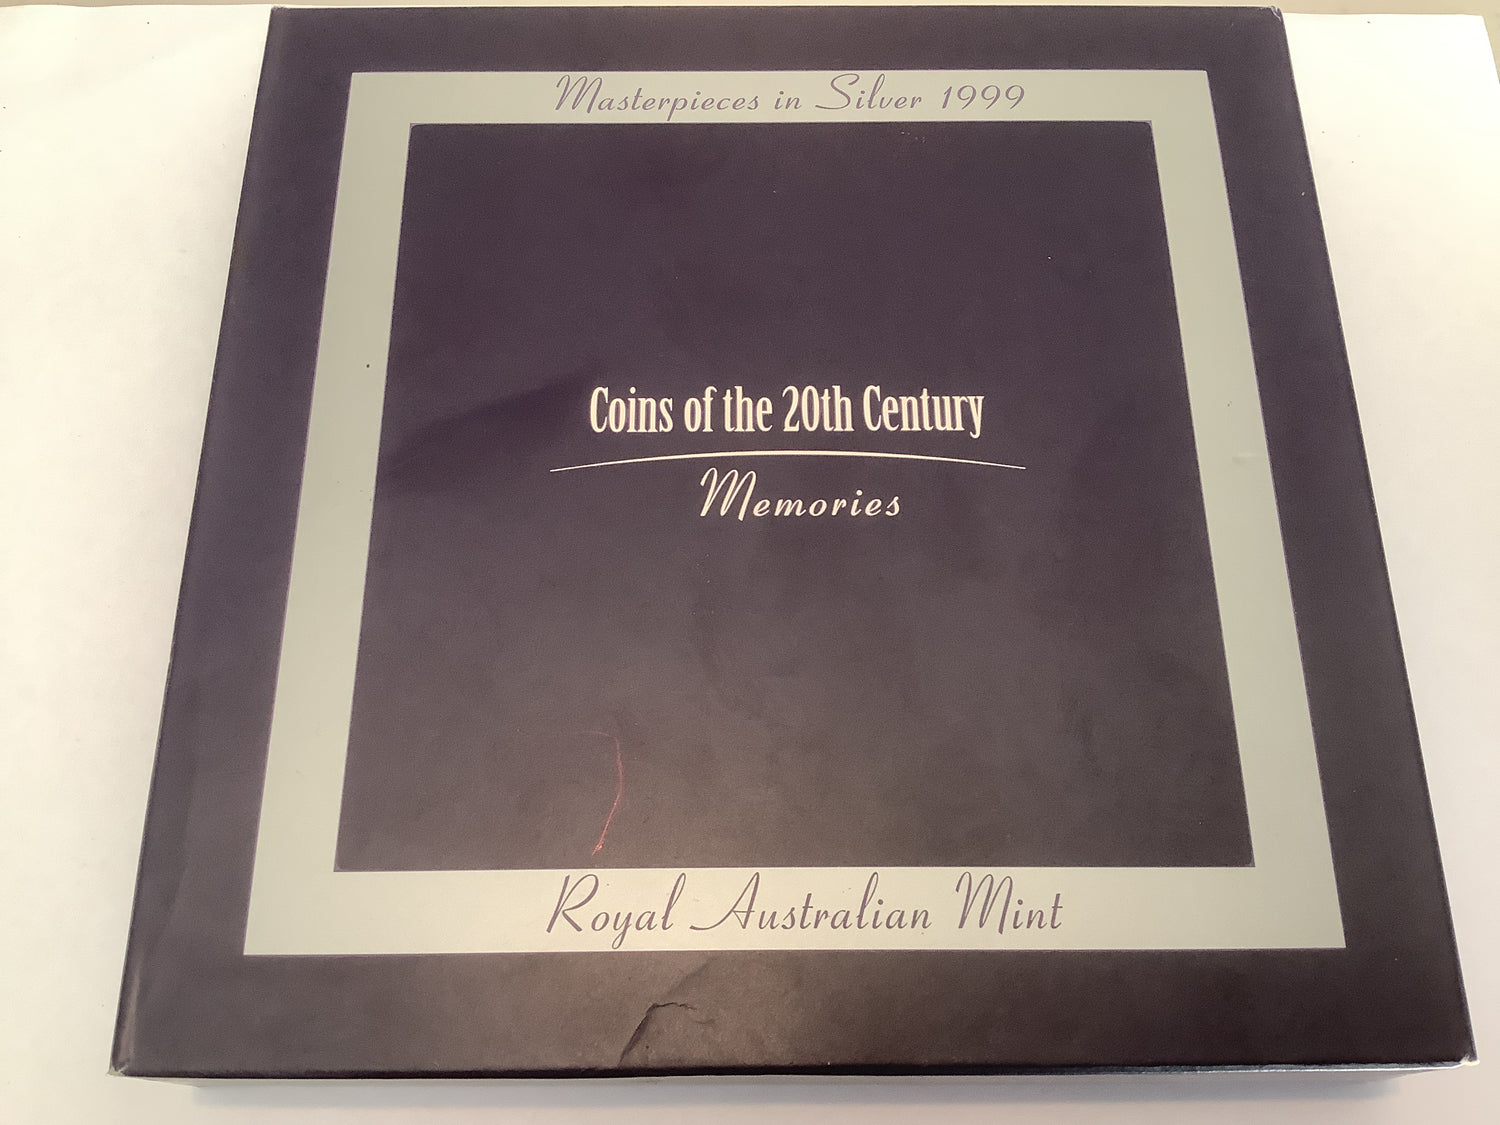 Masterpieces in Silver 1999
Coins of the 20th Century
Memories
Royal Australian Mint